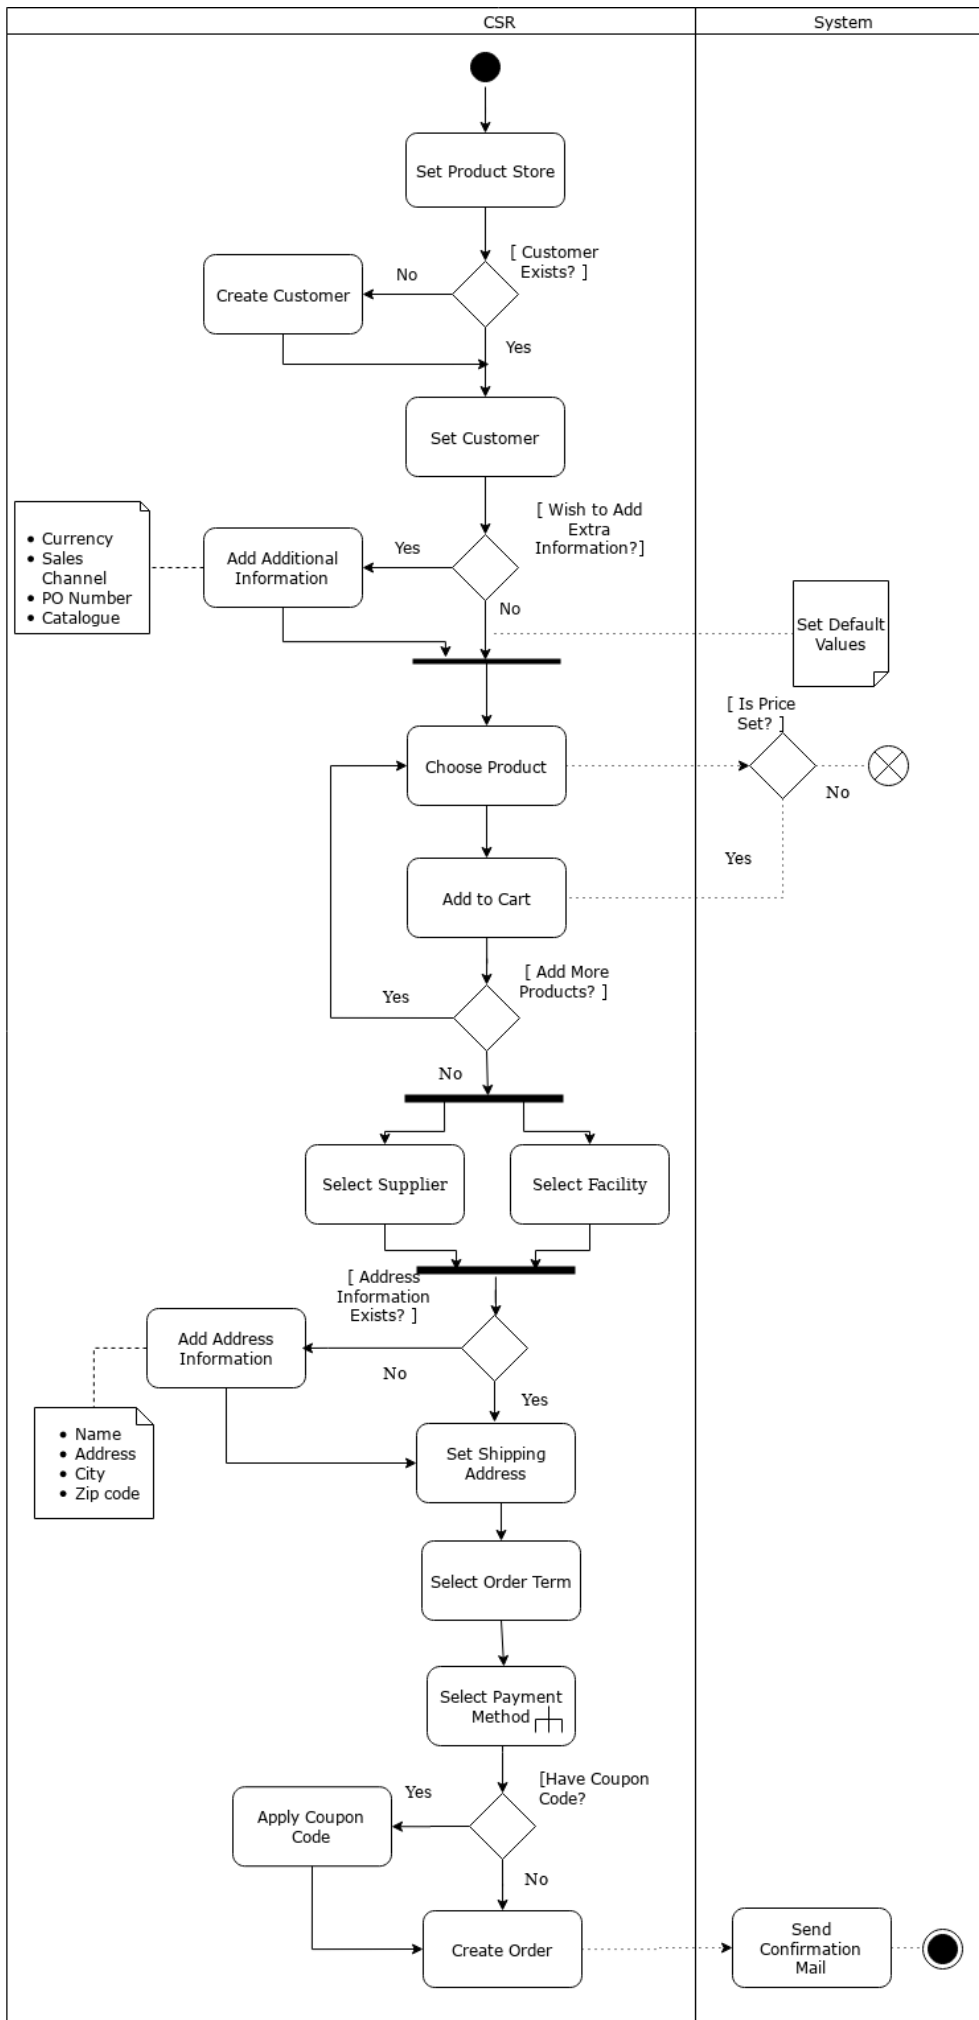 CSR
System
Set Product Store
[ Customer
Exists? ]
No
Create Customer
Yes
Set Customer
[ Wish to Add
Extra
Information?]
Yes
Add Additional
Information
• Currency
• Sales
Channel
• PO Number
• Catalogue
No
Set Default
Values
[ Is Price
Set? ]
Choose Product
No
Yes
Add to Cart
[ Add More
Products? ]
Yes
No
Select Supplier
Select Facility
[ Address
Information
Exists? ]
Add Address
Information
No
Yes
• Name
• Address
• City
• Zip code
Set Shipping
Address
Select Order Term
Select Payment
Method
[Have Coupon
Code?
Yes
Apply Coupon
Code
No
Create Order
Send
Confirmation
Mail